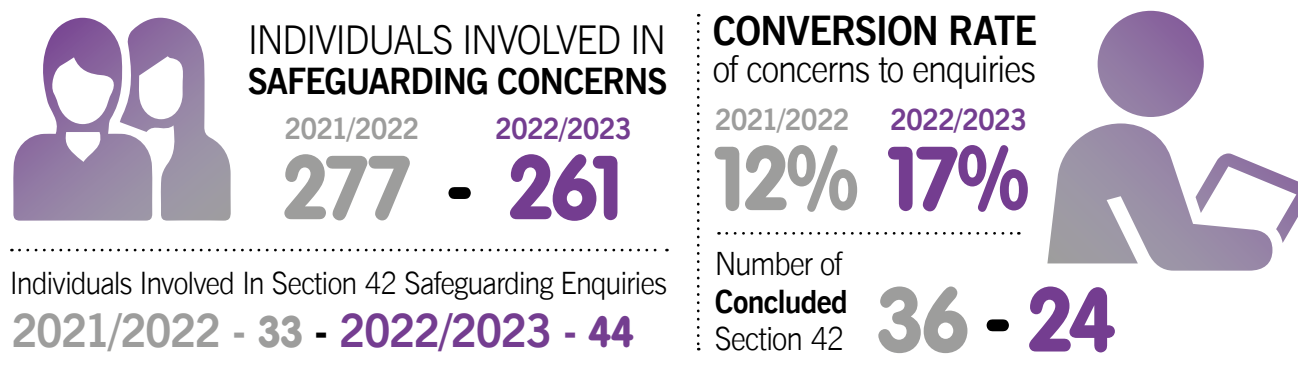 INDIVIDUALS INVOLVED IN
SAFEGUARDING CONCERNS
2021/2022 2022/2023
277 - 261
Individuals Involved In Section 42 Safeguarding Enquiries
2021/2022 - 33 - 2022/2023 - 44
CONVERSION RATE
of concerns to enquiries
2021/2022 2022/2023
12% 17%
Number of
Concluded
Section 42
36 - 24